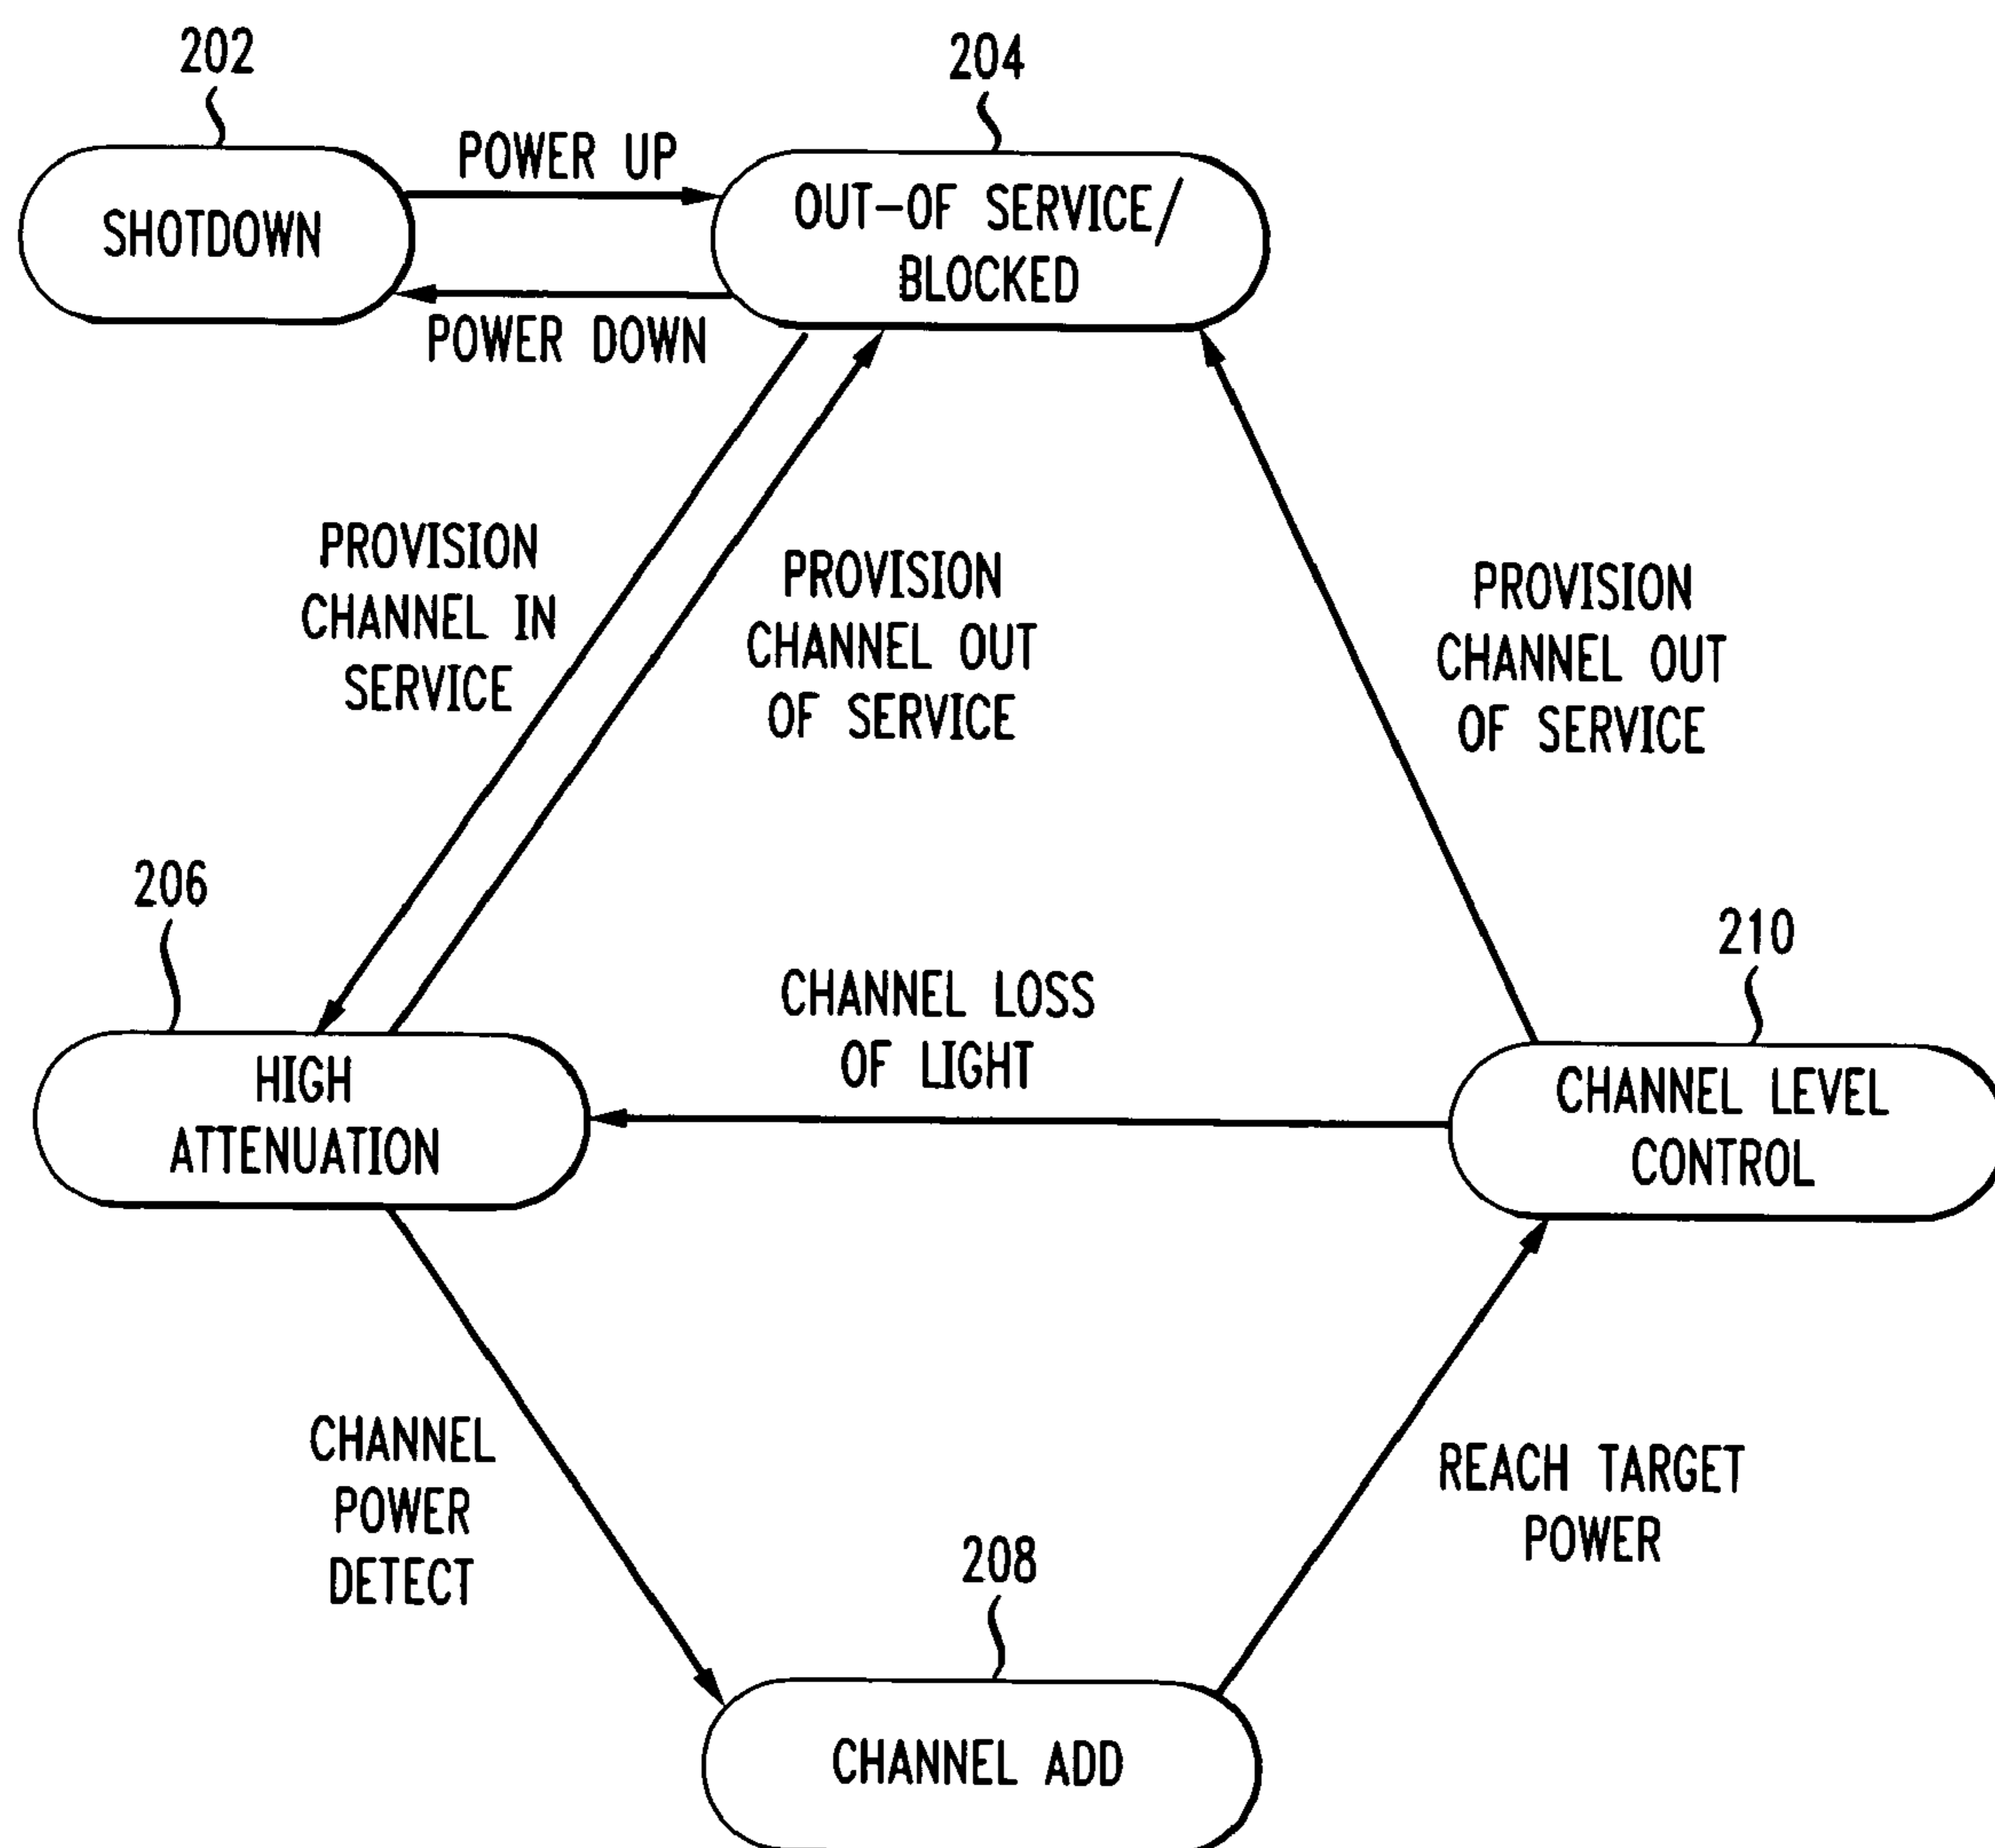 202
204
POWER UP
SHOTDOWN
OUT-OF SERVICE/
BLOCKED
POWER DOWN
PROVISION
CHANNEL IN
SERVICE
PROVISION
CHANNEL OUT
OF SERVICE
PROVISION
CHANNEL OUT
OF SERVICE
206
210
CHANNEL LOSS
OF LIGHT
HIGH
ATTENUATION
CHANNEL LEVEL
CONTROL
CHANNEL
POWER
DETECT
REACH TARGET
POWER
208
CHANNEL ADD